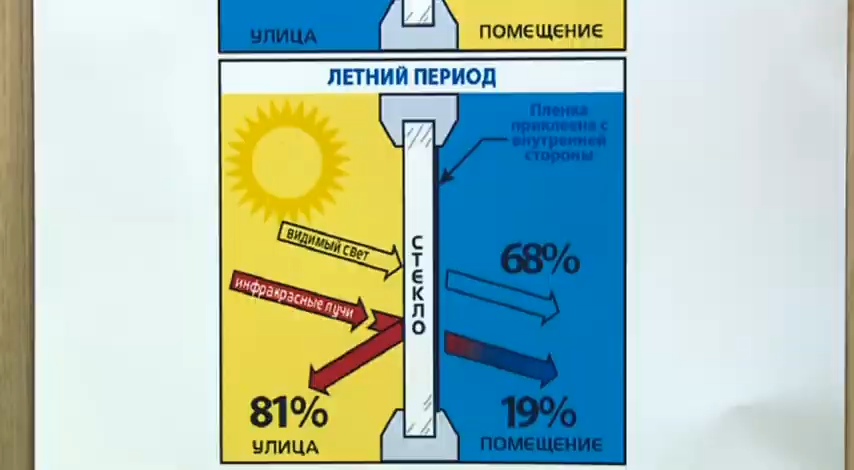 УЛИЦА
ПОМЕЩЕНИЕ
ЛЕТНИЙ ПЕРИОД
Пленка
приклеена с
внутренней
стороны
видимый свет
СТЕКЛО
68%
инфракрасные лучи
81%
19%
УЛИЦА
ПОМЕЩЕНИЕ